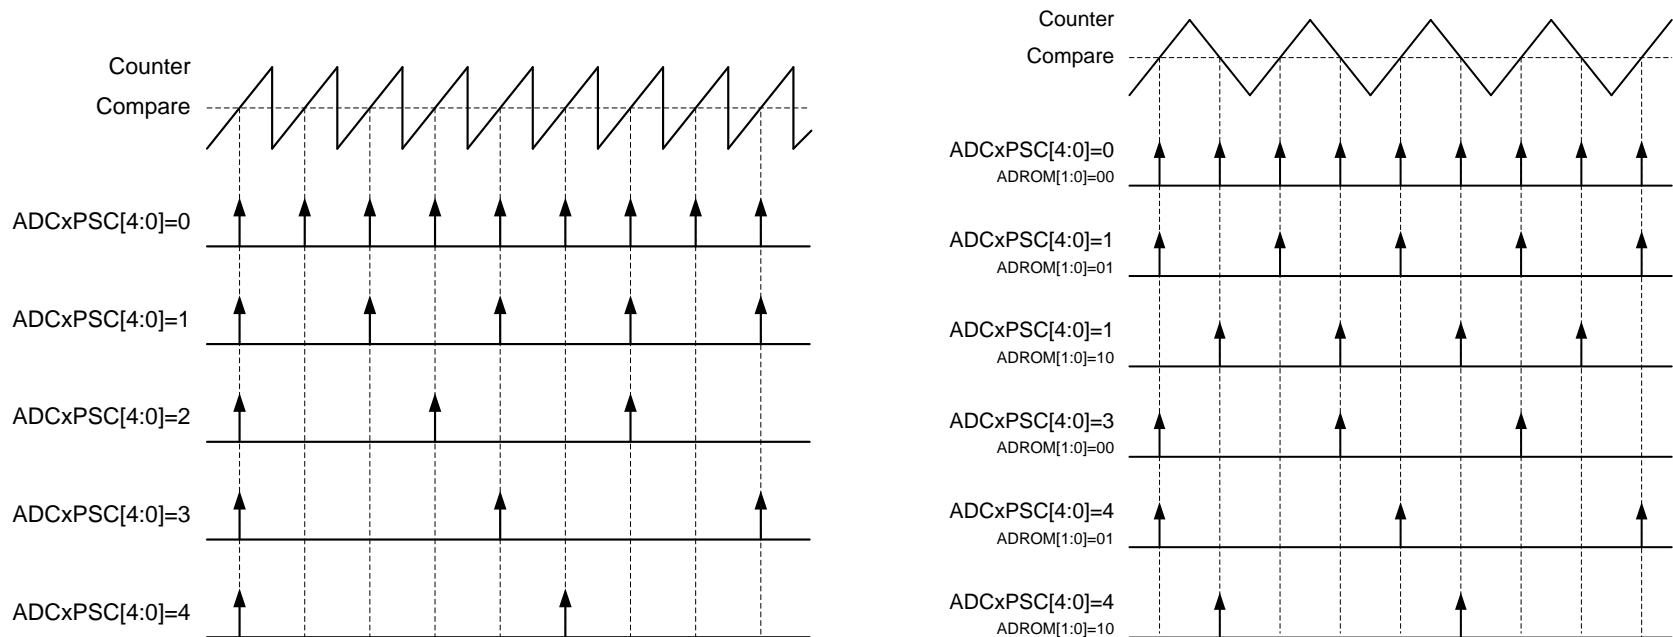 Counter
Compare
ADCxPSC[4:0]=0
ADCxPSC[4:0]=1
ADCxPSC[4:0]=2
ADCxPSC[4:0]=3
ADCxPSC[4:0]=4
Counter
Compare
ADCxPSC[4:0]=0
ADROM[1:0]=00
ADCxPSC[4:0]=1
ADROM[1:0]=01
ADCxPSC[4:0]=1
ADROM[1:0]=10
ADCxPSC[4:0]=3
ADROM[1:0]=00
ADCxPSC[4:0]=4
ADROM[1:0]=01
ADCxPSC[4:0]=4
ADROM[1:0]=10